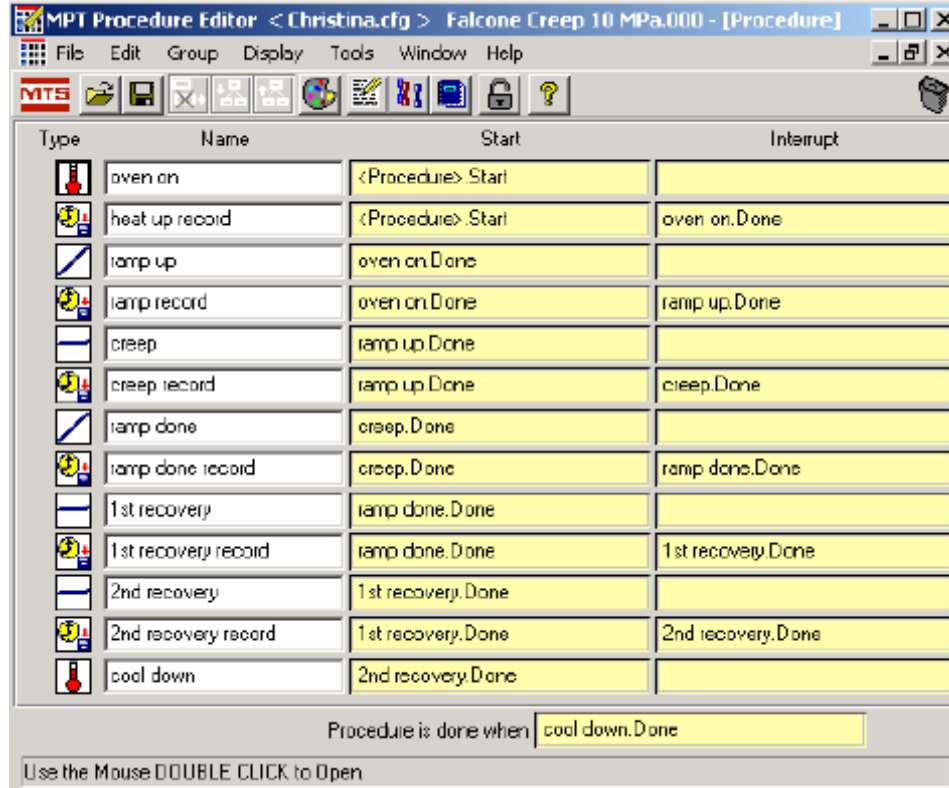 MPT Procedure Editor < Christina.cfg > Falcone Creep 10 MPa.000 - [Procedure]
File Edit Group Display Tools Window Help
MTS
Type Name Start Interrupt
oven on <Procedure>.Start
heat up record <Procedure>.Start oven on.Done
ramp up oven on.Done
ramp record oven on.Done ramp up.Done
creep ramp up.Done
creep record ramp up.Done creep.Done
ramp done creep.Done
ramp done record creep.Done ramp done.Done
1st recovery ramp done.Done
1st recovery record ramp done.Done 1st recovery.Done
2nd recovery 1st recovery.Done
2nd recovery record 1st recovery.Done 2nd recovery.Done
cool down 2nd recovery.Done
Procedure is done when cool down.Done
Use the Mouse DOUBLE CLICK to Open